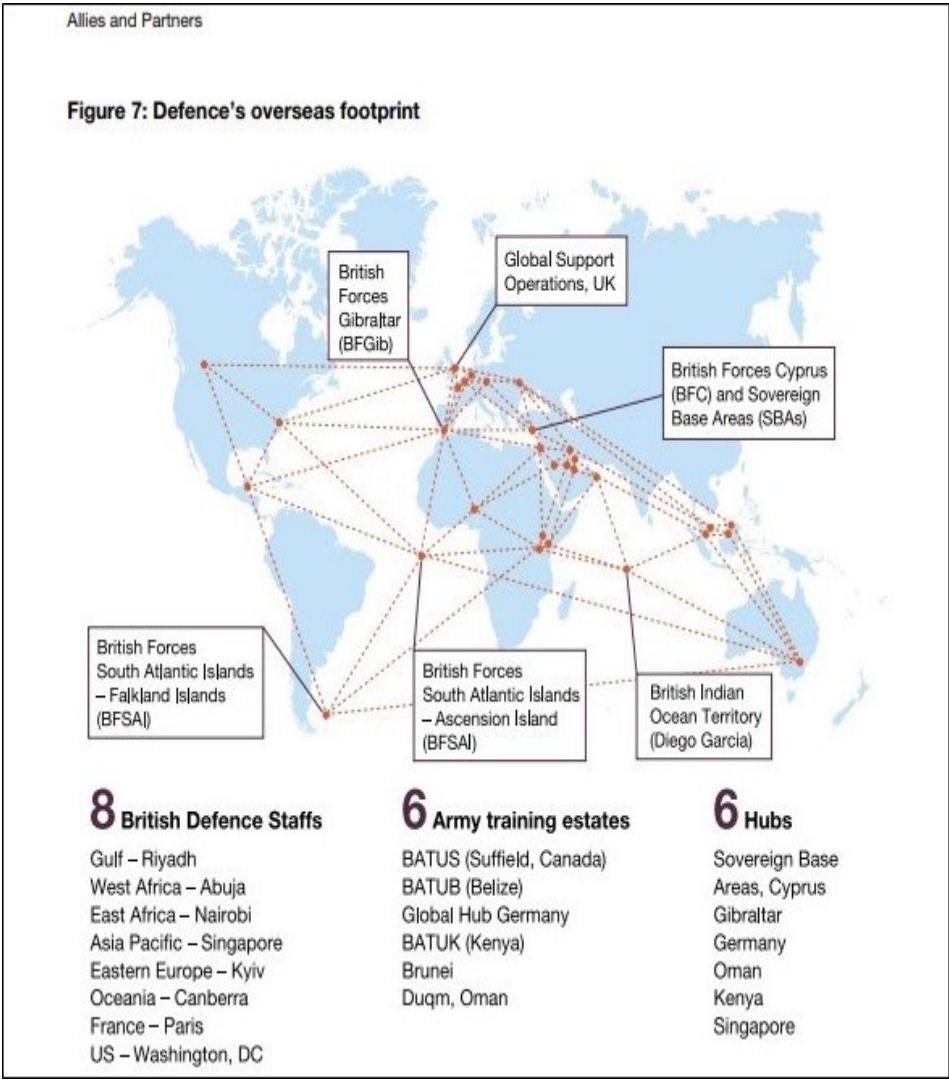 Allies and Partners
Figure 7: Defence's overseas footprint
British
Forces
Gibraltar
(BFGib)
Global Support
Operations, UK
British Forces Cyprus
(BFC) and Sovereign
Base Areas (SBAs)
British Forces
South Atlantic Islands
– Falkland Islands
(BFSAI)
British Forces
South Atlantic Islands
– Ascension Island
(BFSAI)
British Indian
Ocean Territory
(Diego Garcia)
8 British Defence Staffs
Gulf – Riyadh
West Africa – Abuja
East Africa – Nairobi
Asia Pacific – Singapore
Eastern Europe – Kyiv
Oceania – Canberra
France – Paris
US – Washington, DC
6 Army training estates
BATUS (Suffield, Canada)
BATUB (Belize)
Global Hub Germany
BATUK (Kenya)
Brunei
Duqm, Oman
6 Hubs
Sovereign Base
Areas, Cyprus
Gibraltar
Germany
Oman
Kenya
Singapore